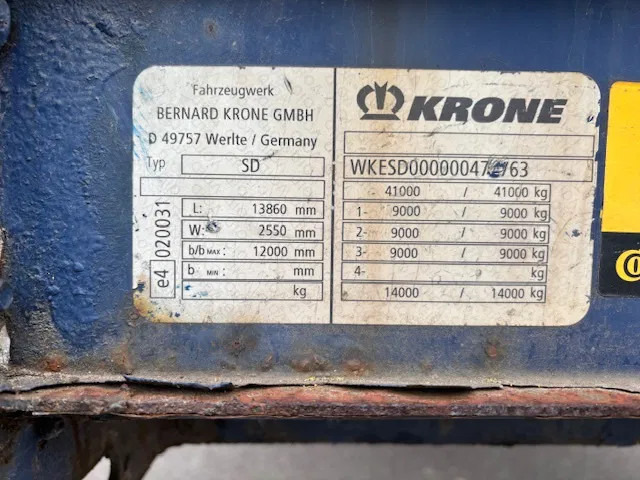 Fahrzeugwerk
BERNARD KRONE GMBH
D 49757 Werlte / Germany
Typ SD
e4 020031
L: 13860 mm
W: 2550 mm
b/b MAX: 12000 mm
b MIN: mm
kg
KRONE
41000 / 41000 kg
1- 9000 / 9000 kg
2- 9000 / 9000 kg
3- 9000 / 9000 kg
4- kg
14000 / 14000 kg